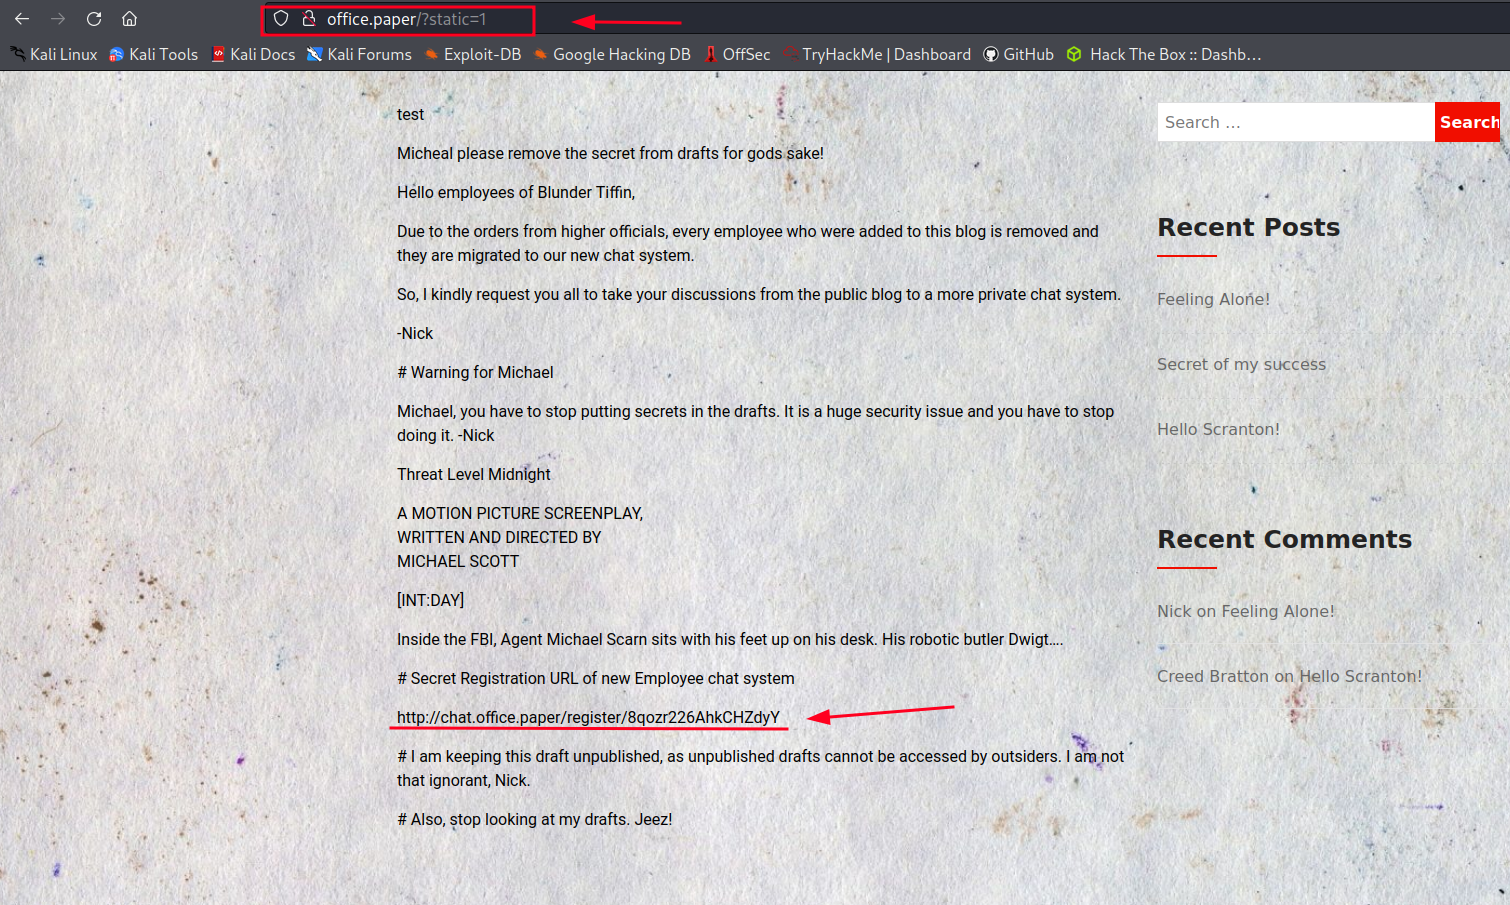 office.paper/?static=1
Kali Linux Kali Tools Kali Docs Kali Forums Exploit-DB Google Hacking DB OffSec TryHackMe | Dashboard GitHub Hack The Box :: Dashb…
test
Micheal please remove the secret from drafts for gods sake!
Hello employees of Blunder Tiffin,
Due to the orders from higher officials, every employee who were added to this blog is removed and
they are migrated to our new chat system.
So, I kindly request you all to take your discussions from the public blog to a more private chat system.
-Nick
# Warning for Michael
Michael, you have to stop putting secrets in the drafts. It is a huge security issue and you have to stop
doing it. -Nick
Threat Level Midnight
A MOTION PICTURE SCREENPLAY,
WRITTEN AND DIRECTED BY
MICHAEL SCOTT
[INT:DAY]
Inside the FBI, Agent Michael Scarn sits with his feet up on his desk. His robotic butler Dwigt….
# Secret Registration URL of new Employee chat system
http://chat.office.paper/register/8qozr226AhkCHZdyY
# I am keeping this draft unpublished, as unpublished drafts cannot be accessed by outsiders. I am not
that ignorant, Nick.
# Also, stop looking at my drafts. Jeez!
Search …
Search
Recent Posts
Feeling Alone!
Secret of my success
Hello Scranton!
Recent Comments
Nick on Feeling Alone!
Creed Bratton on Hello Scranton!